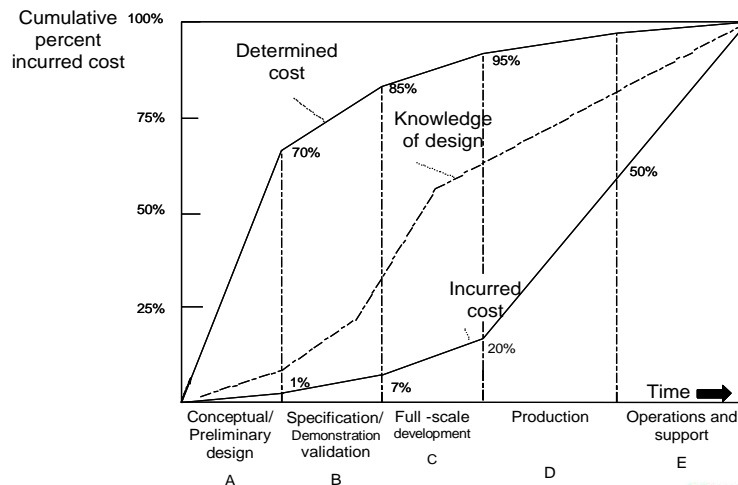 Cumulative
percent
incurred cost
100%
Determined
cost
95%
85%
75%
Knowledge
of design
70%
50%
50%
25%
Incurred
cost
20%
1%
7%
Time
Conceptual/
Preliminary
design
A
Specification/
Demonstration
validation
B
Full -scale
development
C
Production
D
Operations and
support
E